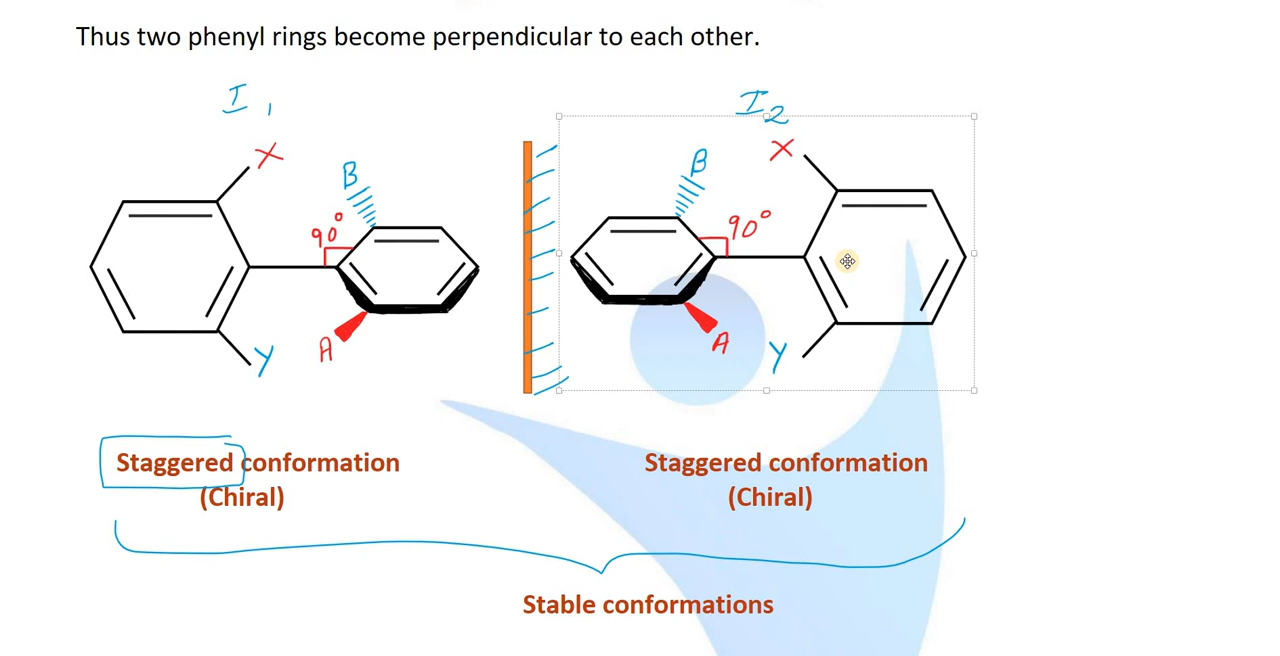 Thus two phenyl rings become perpendicular to each other.
I1
I2
X
B
90°
A
Y
B
X
90°
A
Y
Staggered conformation
(Chiral)
Staggered conformation
(Chiral)
Stable conformations